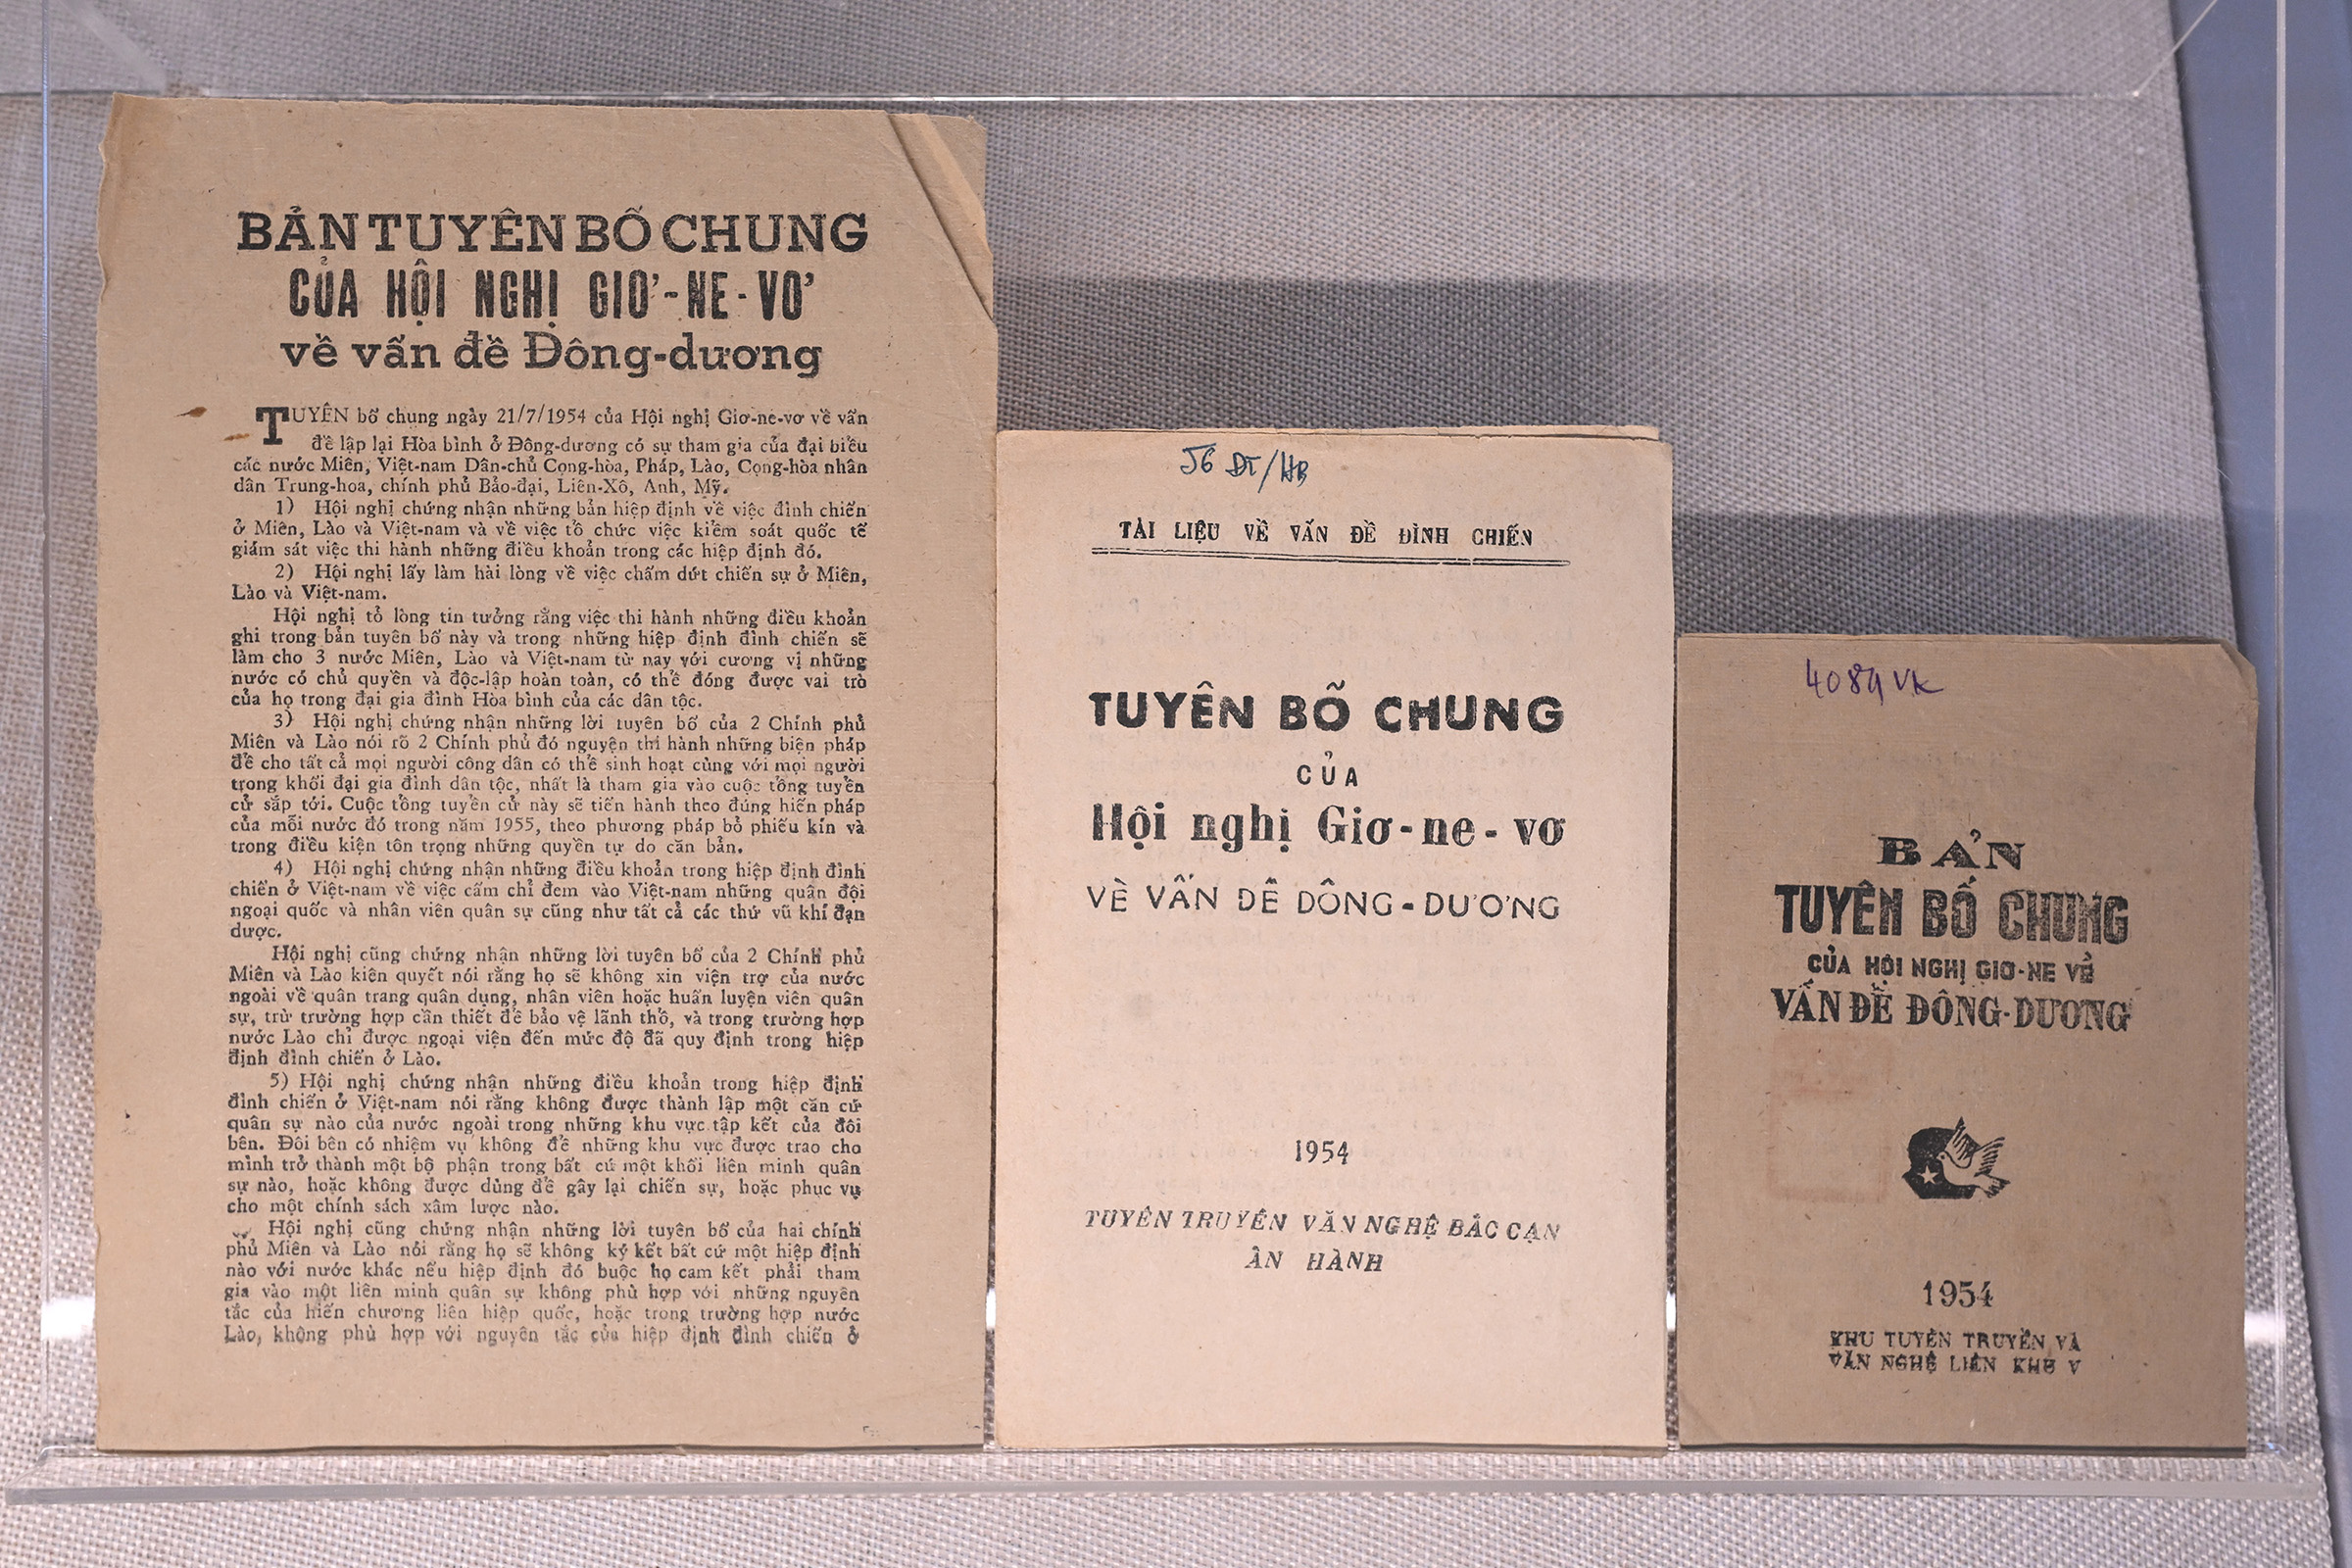 BẢN TUYÊN BỐ CHUNG
CỦA HỘI NGHỊ GIƠ-NE-VƠ
về vấn đề Đông-dương
TUYÊN bố chung ngày 21/7/1954 của Hội nghị Giơ-ne-vơ về vấn
đề lập lại Hòa bình ở Đông-dương có sự tham gia của đại biểu
các nước Miên, Việt-nam Dân-chủ Cọng-hòa, Pháp, Lào, Cọng-hòa nhân
dân Trung-hoa, chính phủ Bảo-đại, Liên-Xô, Anh, Mỹ.
1) Hội nghị chứng nhận những bản hiệp định về việc đình chiến
ở Miên, Lào và Việt-nam và về việc tổ chức việc kiểm soát quốc tế
giám sát việc thi hành những điều khoản trong các hiệp định đó.
2) Hội nghị lấy làm hài lòng về việc chấm dứt chiến sự ở Miên,
Lào và Việt-nam.
Hội nghị tỏ lòng tin tưởng rằng việc thi hành những điều khoản
ghi trong bản tuyên bố này và trong những hiệp định đình chiến sẽ
làm cho 3 nước Miên, Lào và Việt-nam từ nay với cương vị những
nước có chủ quyền và độc-lập hoàn toàn, có thể đóng được vai trò
của họ trong đại gia đình Hòa bình của các dân tộc.
3) Hội nghị chứng nhận những lời tuyên bố của 2 Chính phủ
Miên và Lào nói rõ 2 Chính phủ đó nguyện thi hành những biện pháp
để cho tất cả mọi người công dân có thể sinh hoạt cùng với mọi người
trong khối đại gia đình dân tộc, nhất là tham gia vào cuộc tổng tuyển
cử sắp tới. Cuộc tổng tuyển cử này sẽ tiến hành theo đúng hiến pháp
của mỗi nước đó trong năm 1955, theo phương pháp bỏ phiếu kín và
trong điều kiện tôn trọng những quyền tự do căn bản.
4) Hội nghị chứng nhận những điều khoản trong hiệp định đình
chiến ở Việt-nam về việc cấm chỉ đem vào Việt-nam những quân đội
ngoại quốc và nhân viên quân sự cũng như tất cả các thứ vũ khí đạn
dược.
Hội nghị cũng chứng nhận những lời tuyên bố của 2 Chính phủ
Miên và Lào kiên quyết nói rằng họ sẽ không xin viện trợ của nước
ngoài về quân trang quân dụng, nhân viên hoặc huấn luyện viên quân
sự, trừ trường hợp cần thiết để bảo vệ lãnh thổ, và trong trường hợp
nước Lào chỉ được ngoại viện đến mức độ đã quy định trong hiệp
định đình chiến ở Lào.
5) Hội nghị chứng nhận những điều khoản trong hiệp định
đình chiến ở Việt-nam nói rằng không được thành lập một căn cứ
quân sự nào của nước ngoài trong những khu vực tập kết của đôi
bên. Đôi bên có nhiệm vụ không để những khu vực được trao cho
mình trở thành một bộ phận trong bất cứ một khối liên minh quân
sự nào, hoặc không được dùng để gây lại chiến sự, hoặc phục vụ
cho một chính sách xâm lược nào.
Hội nghị cũng chứng nhận những lời tuyên bố của hai chính
phủ Miên và Lào nói rằng họ sẽ không ký kết bất cứ một hiệp định
nào với nước khác nếu hiệp định đó buộc họ cam kết phải tham
gia vào một liên minh quân sự không phù hợp với những nguyên
tắc của hiến chương liên hiệp quốc, hoặc trong trường hợp nước
Lào, không phù hợp với nguyên tắc của hiệp định đình chiến ở
56 ĐT/HB
TÀI LIỆU VỀ VẤN ĐỀ ĐÌNH CHIẾN
TUYÊN BỐ CHUNG
CỦA
Hội nghị Giơ-ne-vơ
VỀ VẤN DỀ DÔNG-DƯƠNG
1954
TUYÊN TRUYỀN VĂN NGHỆ BẮC CẠN
ẤN HÀNH
4089 VK
BẢN
TUYÊN BỐ CHUNG
CỦA HỘI NGHỊ GIƠ-NE VỀ
VẤN ĐỀ ĐÔNG-DƯƠNG
1954
KHU TUYÊN TRUYỀN VÀ
VĂN NGHỆ LIÊN KHU V